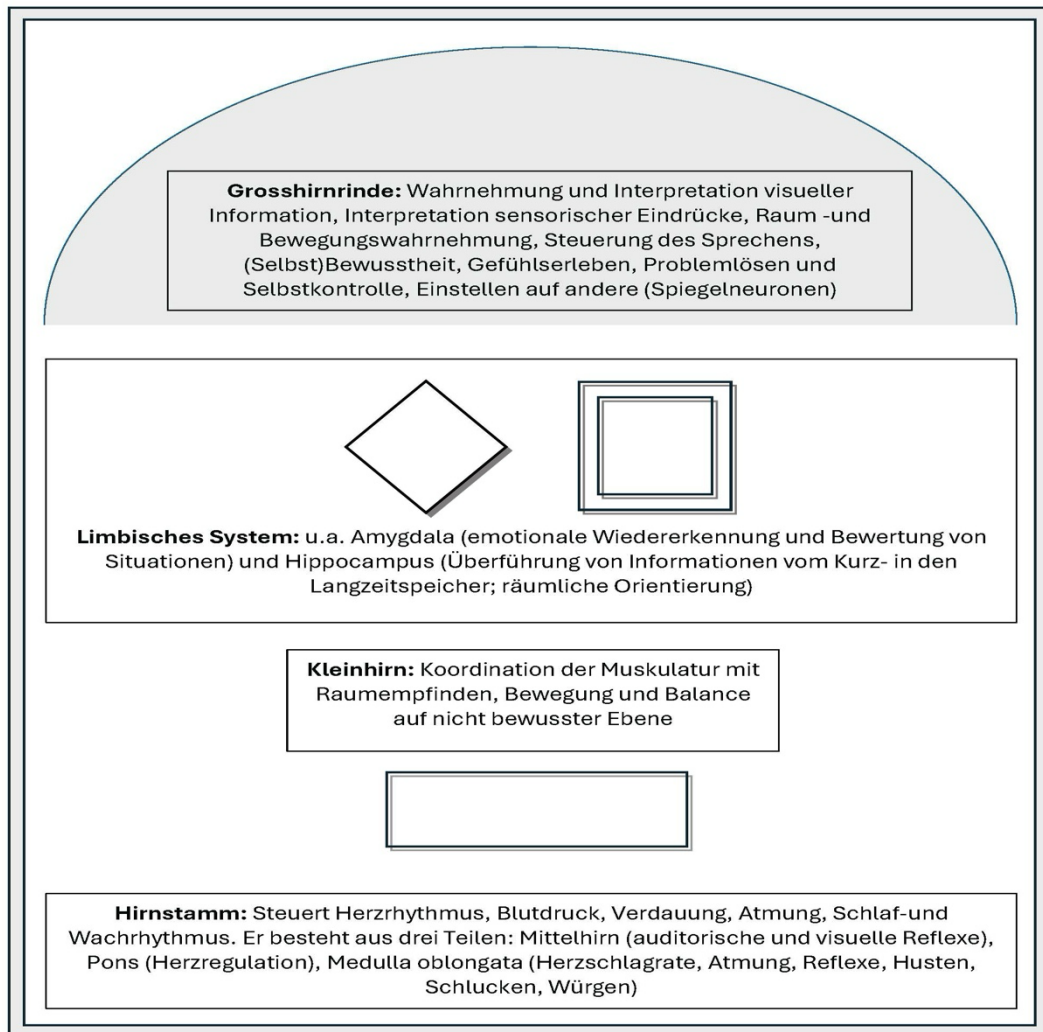 Grosshirnrinde: Wahrnehmung und Interpretation visueller
Information, Interpretation sensorischer Eindrücke, Raum -und
Bewegungswahrnehmung, Steuerung des Sprechens,
(Selbst)Bewusstheit, Gefühlserleben, Problemlösen und
Selbstkontrolle, Einstellen auf andere (Spiegelneuronen)
Limbisches System: u.a. Amygdala (emotionale Wiedererkennung und Bewertung von
Situationen) und Hippocampus (Überführung von Informationen vom Kurz- in den
Langzeitspeicher; räumliche Orientierung)
Kleinhirn: Koordination der Muskulatur mit
Raumempfinden, Bewegung und Balance
auf nicht bewusster Ebene
Hirnstamm: Steuert Herzrhythmus, Blutdruck, Verdauung, Atmung, Schlaf-und
Wachrhythmus. Er besteht aus drei Teilen: Mittelhirn (auditorische und visuelle Reflexe),
Pons (Herzregulation), Medulla oblongata (Herzschlagrate, Atmung, Reflexe, Husten,
Schlucken, Würgen)